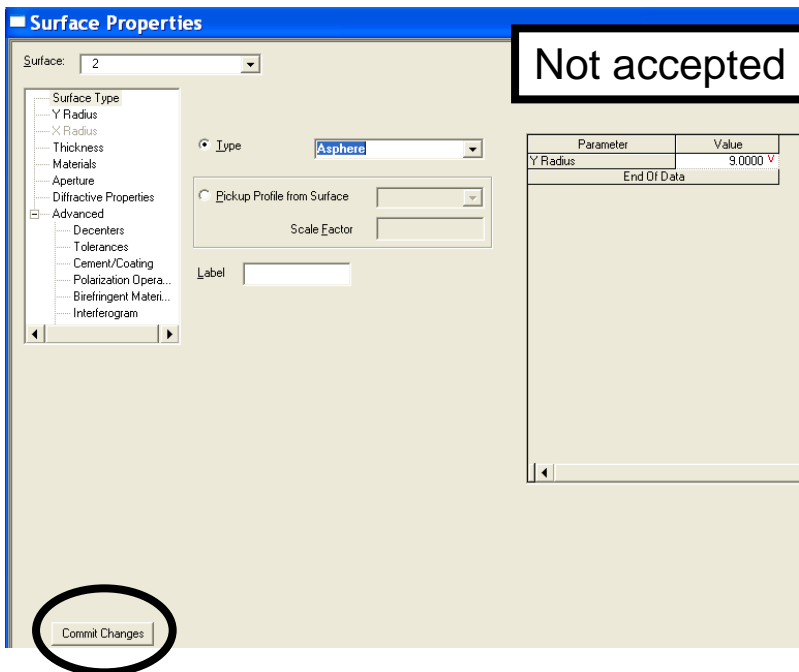 Surface Properties
Not accepted
Surface: 2
Surface Type
Y Radius
X Radius
Thickness
Materials
Aperture
Diffractive Properties
Advanced
Decenters
Tolerances
Cement/Coating
Polarization Opera...
Birefringent Materi...
Interferogram
Type Asphere
Pickup Profile from Surface
Scale Factor
Label
Parameter Value
Y Radius 9.0000 V
End Of Data
Commit Changes